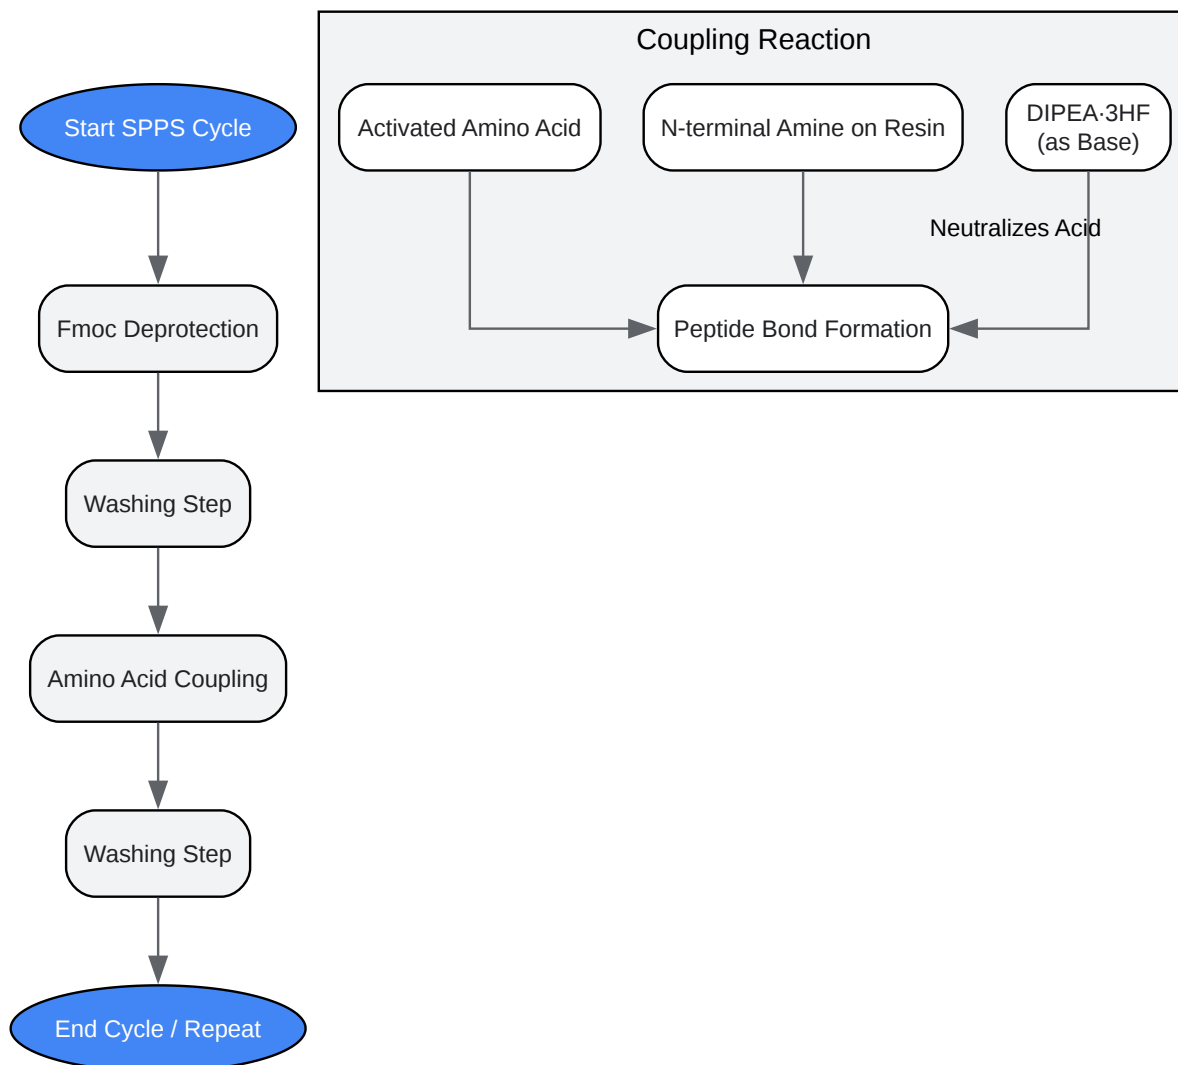 Start SPPS Cycle
Fmoc Deprotection
Washing Step
Amino Acid Coupling
Washing Step
End Cycle / Repeat
Coupling Reaction
Activated Amino Acid
N-terminal Amine on Resin
DIPEA·3HF
(as Base)
Neutralizes Acid
Peptide Bond Formation